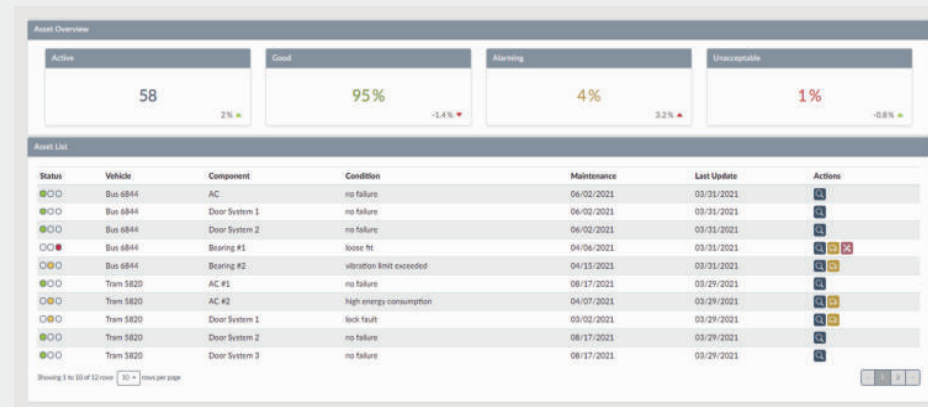 Asset Overview
Active
Good
Alarming
Unacceptable
58
95%
4%
1%
2%
-1.4%
3.2%
-0.8%
Asset List
Status Vehicle Component Condition Maintenance Last Update Actions
Bus 6844 AC no failure 06/02/2021 03/31/2021
Bus 6844 Door System 1 no failure 06/02/2021 03/31/2021
Bus 6844 Door System 2 no failure 06/02/2021 03/31/2021
Bus 6844 Bearing #1 loose fit 04/06/2021 03/31/2021
Bus 6844 Bearing #2 vibration limit exceeded 04/15/2021 03/31/2021
Tram 5820 AC #1 no failure 08/17/2021 03/29/2021
Tram 5820 AC #2 high energy consumption 04/07/2021 03/29/2021
Tram 5820 Door System 1 lock fault 03/02/2021 03/29/2021
Tram 5820 Door System 2 no failure 08/17/2021 03/29/2021
Tram 5820 Door System 3 no failure 08/17/2021 03/29/2021
Showing 1 to 10 of 12 rows 10 rows per page
1 2